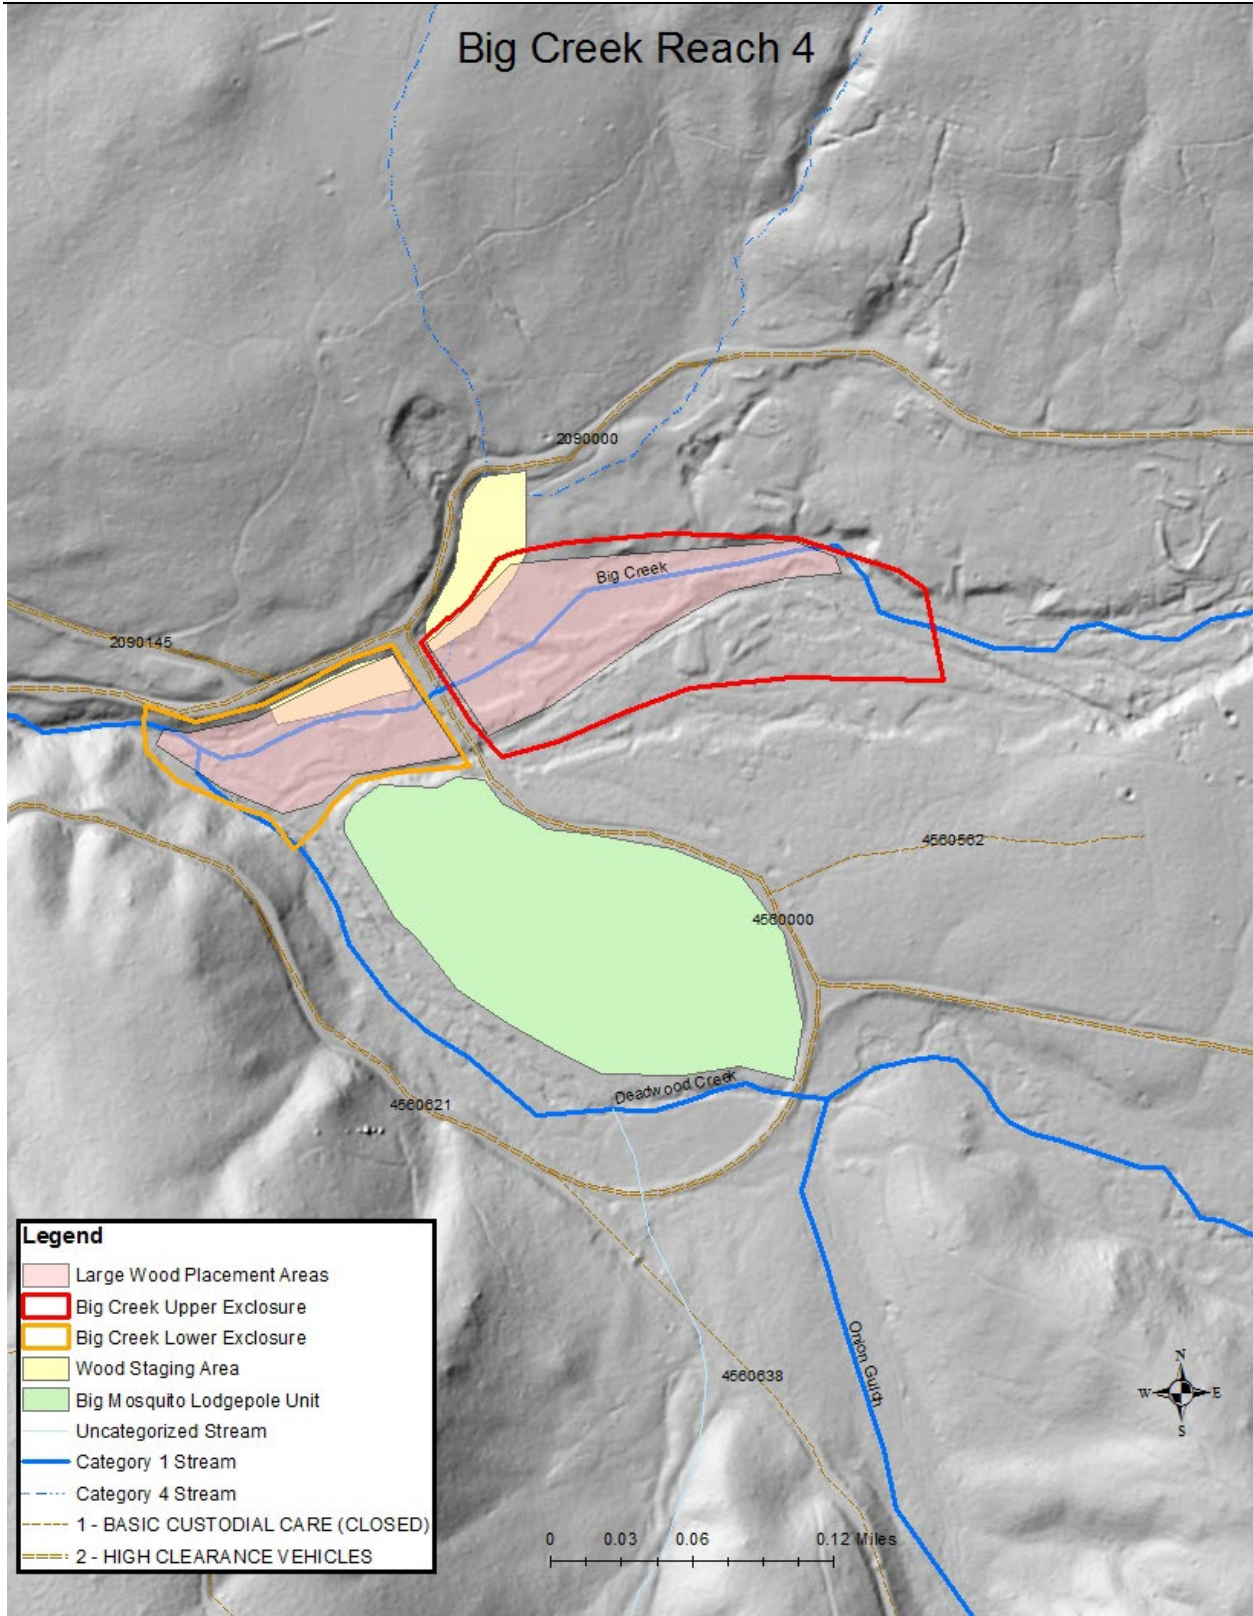 Big Creek Reach 4
2090000
Big Creek
2090145
4560562
4560000
Deadwood Creek
4560621
Onion Gulch
4560638
Legend
Large Wood Placement Areas
Big Creek Upper Exclosure
Big Creek Lower Exclosure
Wood Staging Area
Big Mosquito Lodgepole Unit
Uncategorized Stream
Category 1 Stream
Category 4 Stream
1 - BASIC CUSTODIAL CARE (CLOSED)
2 - HIGH CLEARANCE VEHICLES
N
W E
S
0 0.03 0.06 0.12 Miles